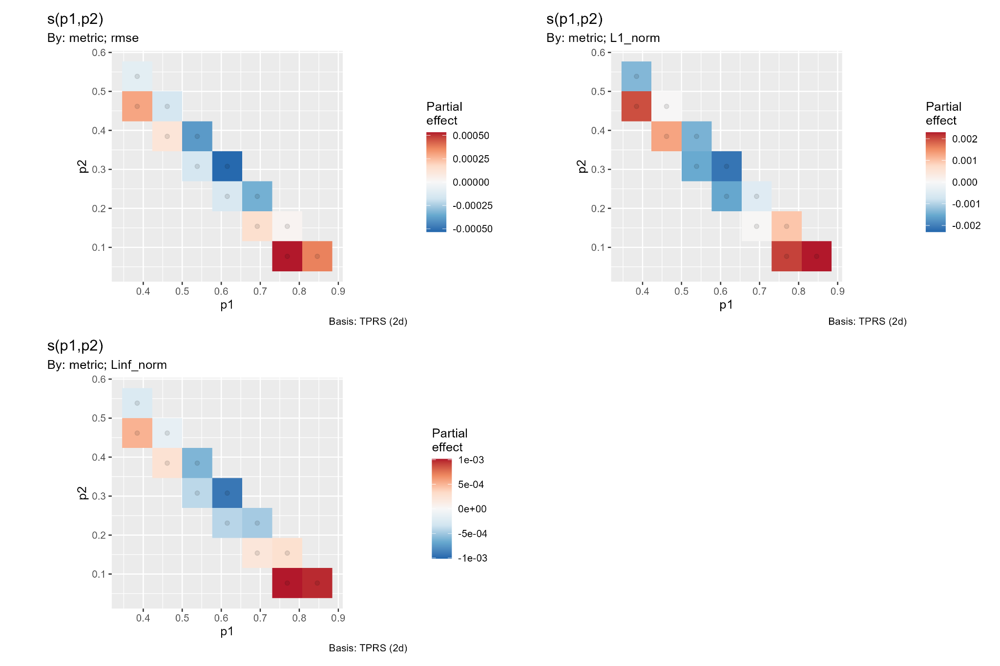 s(p1,p2)
By: metric; rmse
0.6
0.5
0.4
0.3
0.2
0.1
p2
0.4 0.5 0.6 0.7 0.8 0.9
p1
Partial
effect
0.00050
0.00025
0.00000
-0.00025
-0.00050
Basis: TPRS (2d)
s(p1,p2)
By: metric; L1_norm
0.6
0.5
0.4
0.3
0.2
0.1
p2
0.4 0.5 0.6 0.7 0.8 0.9
p1
Partial
effect
0.002
0.001
0.000
-0.001
-0.002
Basis: TPRS (2d)
s(p1,p2)
By: metric; Linf_norm
0.6
0.5
0.4
0.3
0.2
0.1
p2
0.4 0.5 0.6 0.7 0.8 0.9
p1
Partial
effect
1e-03
5e-04
0e+00
-5e-04
-1e-03
Basis: TPRS (2d)